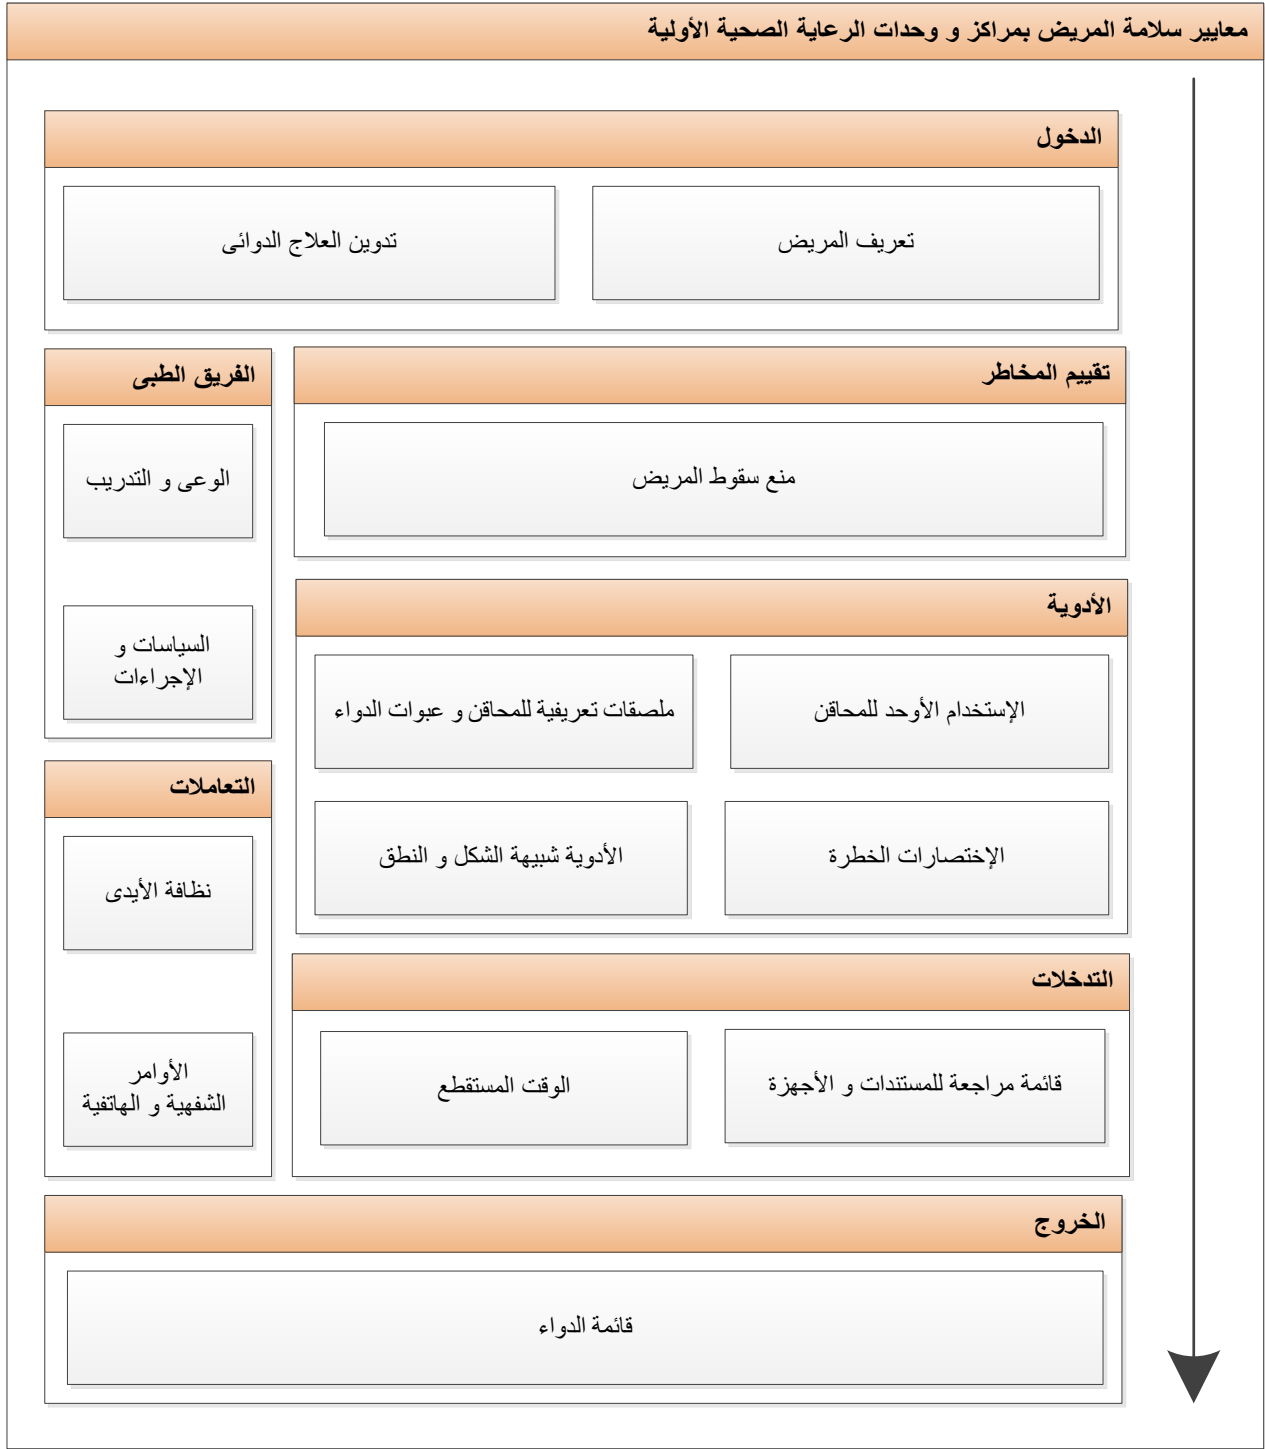 معايير سلامة المريض بمراكز و وحدات الرعاية الصحية الأولية
الدخول
تعريف المريض
تدوين العلاج الدوائى
تقييم المخاطر
منع سقوط المريض
الفريق الطبى
الوعى و التدريب
السياسات و
الإجراءات
الأدوية
الإستخدام الأوحد للمحاقن
ملصقات تعريفية للمحاقن و عبوات الدواء
الإختصارات الخطرة
الأدوية شبيهة الشكل و النطق
التعاملات
نظافة الأيدى
الأوامر
الشفهية و الهاتفية
التدخلات
قائمة مراجعة للمستندات و الأجهزة
الوقت المستقطع
الخروج
قائمة الدواء